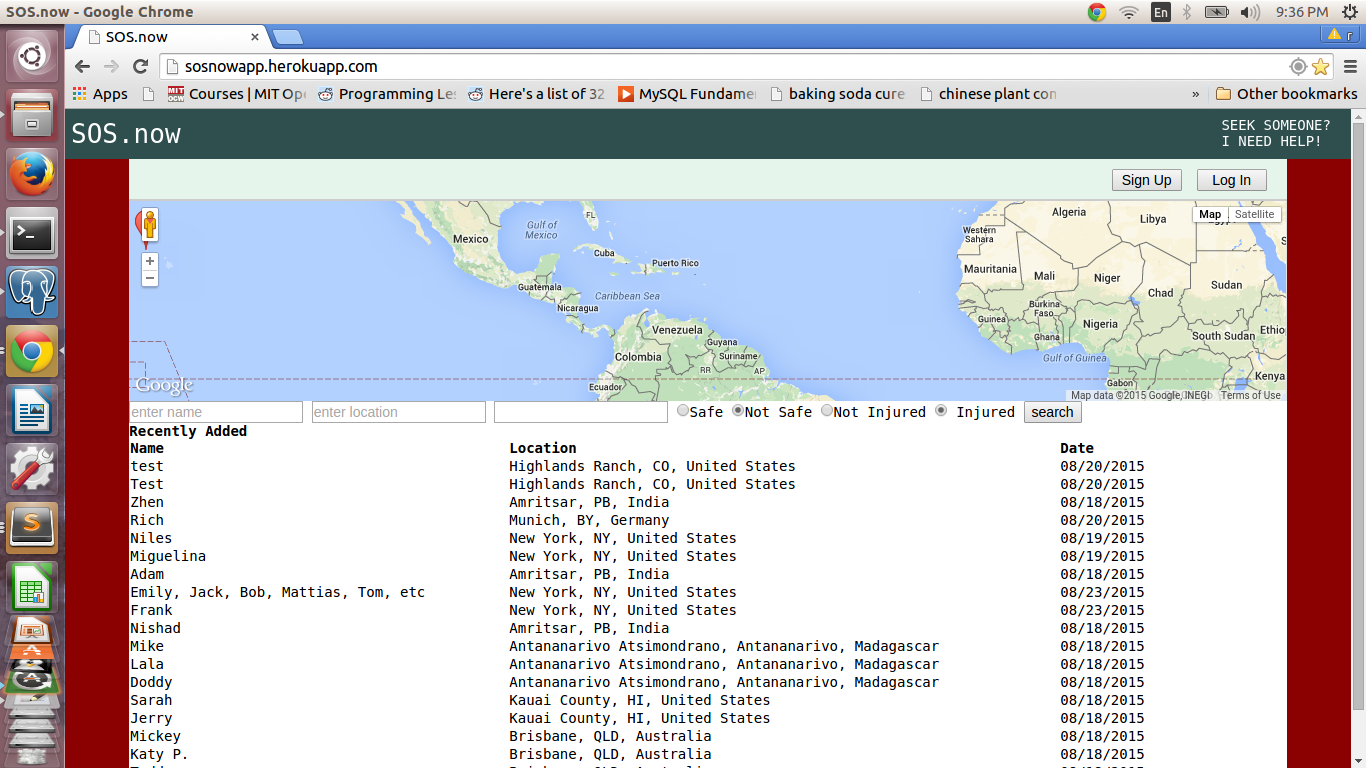 SOS.now - Google Chrome
En
9:36 PM
SOS.now
r
sosnowapp.herokuapp.com
Apps
MIT OCW Courses | MIT Ope
Programming Les
Here's a list of 32
MySQL Fundame
baking soda cure
chinese plant con
»
Other bookmarks
SOS.now
SEEK SOMEONE?
I NEED HELP!
Sign Up
Log In
Map
Satellite
+
−
Mexico
Gulf of
Mexico
FL
Cuba
Puerto Rico
Guatemala
Caribbean Sea
Nicaragua
Venezuela
Guyana
Colombia
Suriname
RR
AP
Ecuador
Western
Sahara
Algeria
Libya
Mauritania
Mali
Niger
Chad
Sudan
Burkina
Faso
Guinea
Nigeria
Ghana
South Sudan
Ethio
Gulf of Guinea
Gabon
Kenya
Google
Map data ©2015 Google, INEGI
Terms of Use
enter name
enter location
Safe
Not Safe
Not Injured
Injured
search
Recently Added
Name Location Date
test Highlands Ranch, CO, United States 08/20/2015
Test Highlands Ranch, CO, United States 08/20/2015
Zhen Amritsar, PB, India 08/18/2015
Rich Munich, BY, Germany 08/20/2015
Niles New York, NY, United States 08/19/2015
Miguelina New York, NY, United States 08/19/2015
Adam Amritsar, PB, India 08/18/2015
Emily, Jack, Bob, Mattias, Tom, etc New York, NY, United States 08/23/2015
Frank New York, NY, United States 08/23/2015
Nishad Amritsar, PB, India 08/18/2015
Mike Antananarivo Atsimondrano, Antananarivo, Madagascar 08/18/2015
Lala Antananarivo Atsimondrano, Antananarivo, Madagascar 08/18/2015
Doddy Antananarivo Atsimondrano, Antananarivo, Madagascar 08/18/2015
Sarah Kauai County, HI, United States 08/18/2015
Jerry Kauai County, HI, United States 08/18/2015
Mickey Brisbane, QLD, Australia 08/18/2015
Katy P. Brisbane, QLD, Australia 08/18/2015